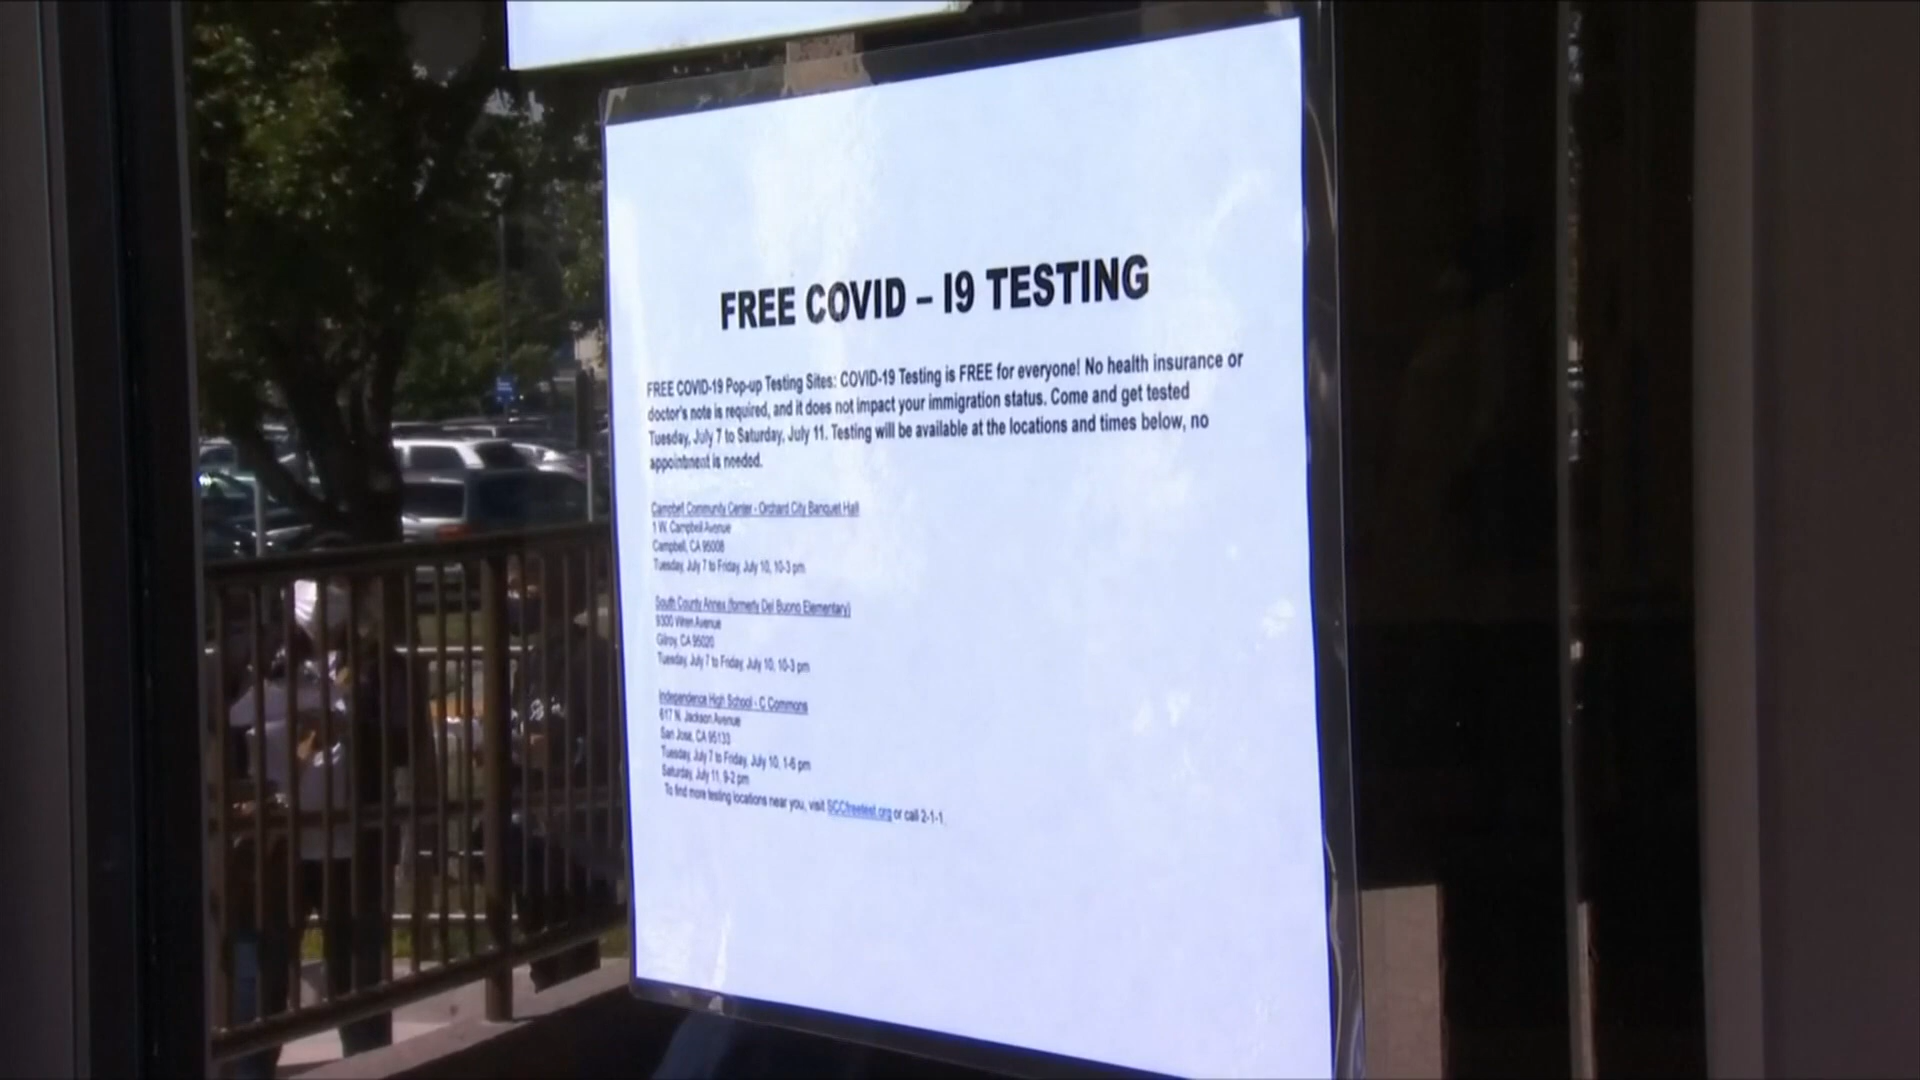 FREE COVID – I9 TESTING
FREE COVID-19 Pop-up Testing Sites: COVID-19 Testing is FREE for everyone! No health insurance or
doctor's note is required, and it does not impact your immigration status. Come and get tested
Tuesday, July 7 to Saturday, July 11. Testing will be available at the locations and times below, no
appointment is needed.
Campbell Community Center - Orchard City Banquet Hall
1 W. Campbell Avenue
Campbell, CA 95008
Tuesday, July 7 to Friday, July 10, 10-3 pm
South County Annex (formerly Del Buono Elementary)
9300 Wren Avenue
Gilroy, CA 95020
Tuesday, July 7 to Friday, July 10, 10-3 pm
Independence High School - C Commons
617 N. Jackson Avenue
San Jose, CA 95133
Tuesday, July 7 to Friday, July 10, 1-6 pm
Saturday, July 11, 9-2 pm
To find more testing locations near you, visit SCCfreetest.org or call 2-1-1.